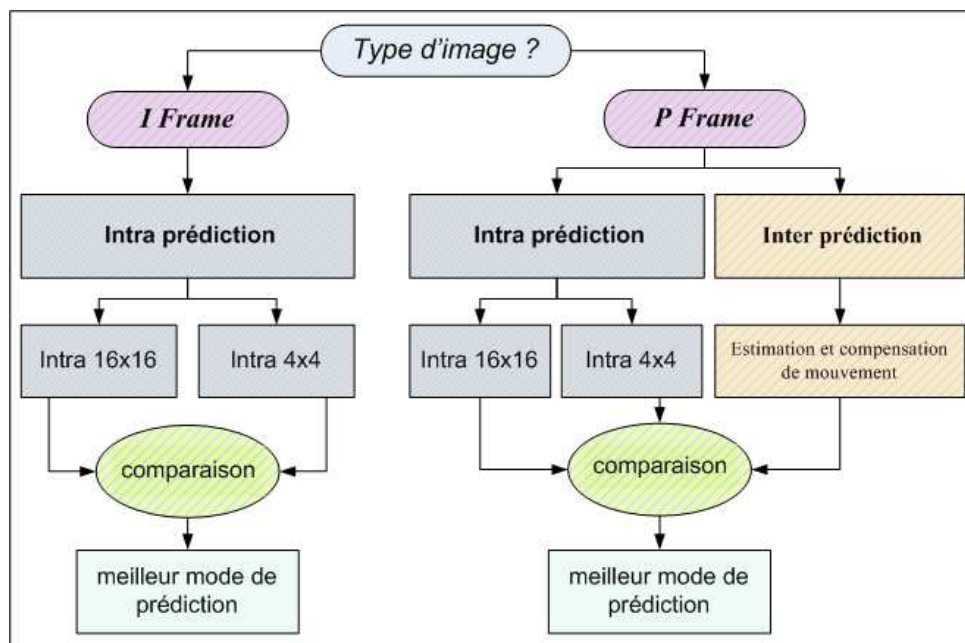 Type d'image ?
I Frame
P Frame
Intra prédiction
Intra prédiction
Inter prédiction
Intra 16x16
Intra 4x4
Intra 16x16
Intra 4x4
Estimation et compensation
de mouvement
comparaison
comparaison
meilleur mode de
prédiction
meilleur mode de
prédiction